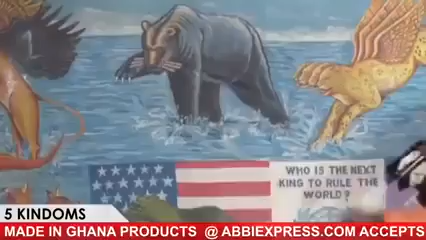 WHO IS THE NEXT
KING TO RULE THE
WORLD?
5 KINDOMS
MADE IN GHANA PRODUCTS @ ABBIEXPRESS.COM ACCEPTS